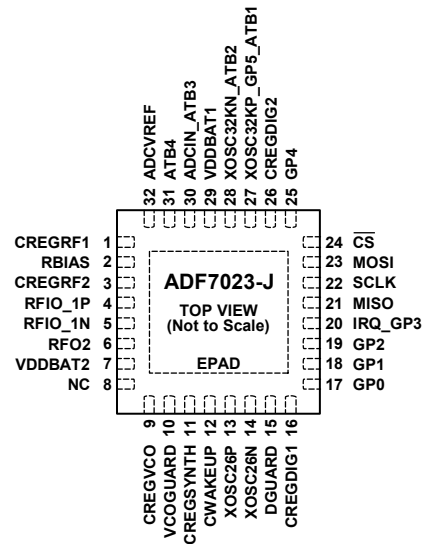 32 ADCVREF
31 ATB4
30 ADCIN_ATB3
29 VDDBAT1
28 XOSC32KN_ATB2
27 XOSC32KP_GP5_ATB1
26 CREGDIG2
25 GP4
CREGRF1 1
RBIAS 2
CREGRF2 3
RFIO_1P 4
RFIO_1N 5
RFO2 6
VDDBAT2 7
NC 8
ADF7023-J
TOP VIEW
(Not to Scale)
EPAD
24 CS
23 MOSI
22 SCLK
21 MISO
20 IRQ_GP3
19 GP2
18 GP1
17 GP0
CREGVCO 9
VCOGUARD 10
CREGSYNTH 11
CWAKEUP 12
XOSC26P 13
XOSC26N 14
DGUARD 15
CREGDIG1 16